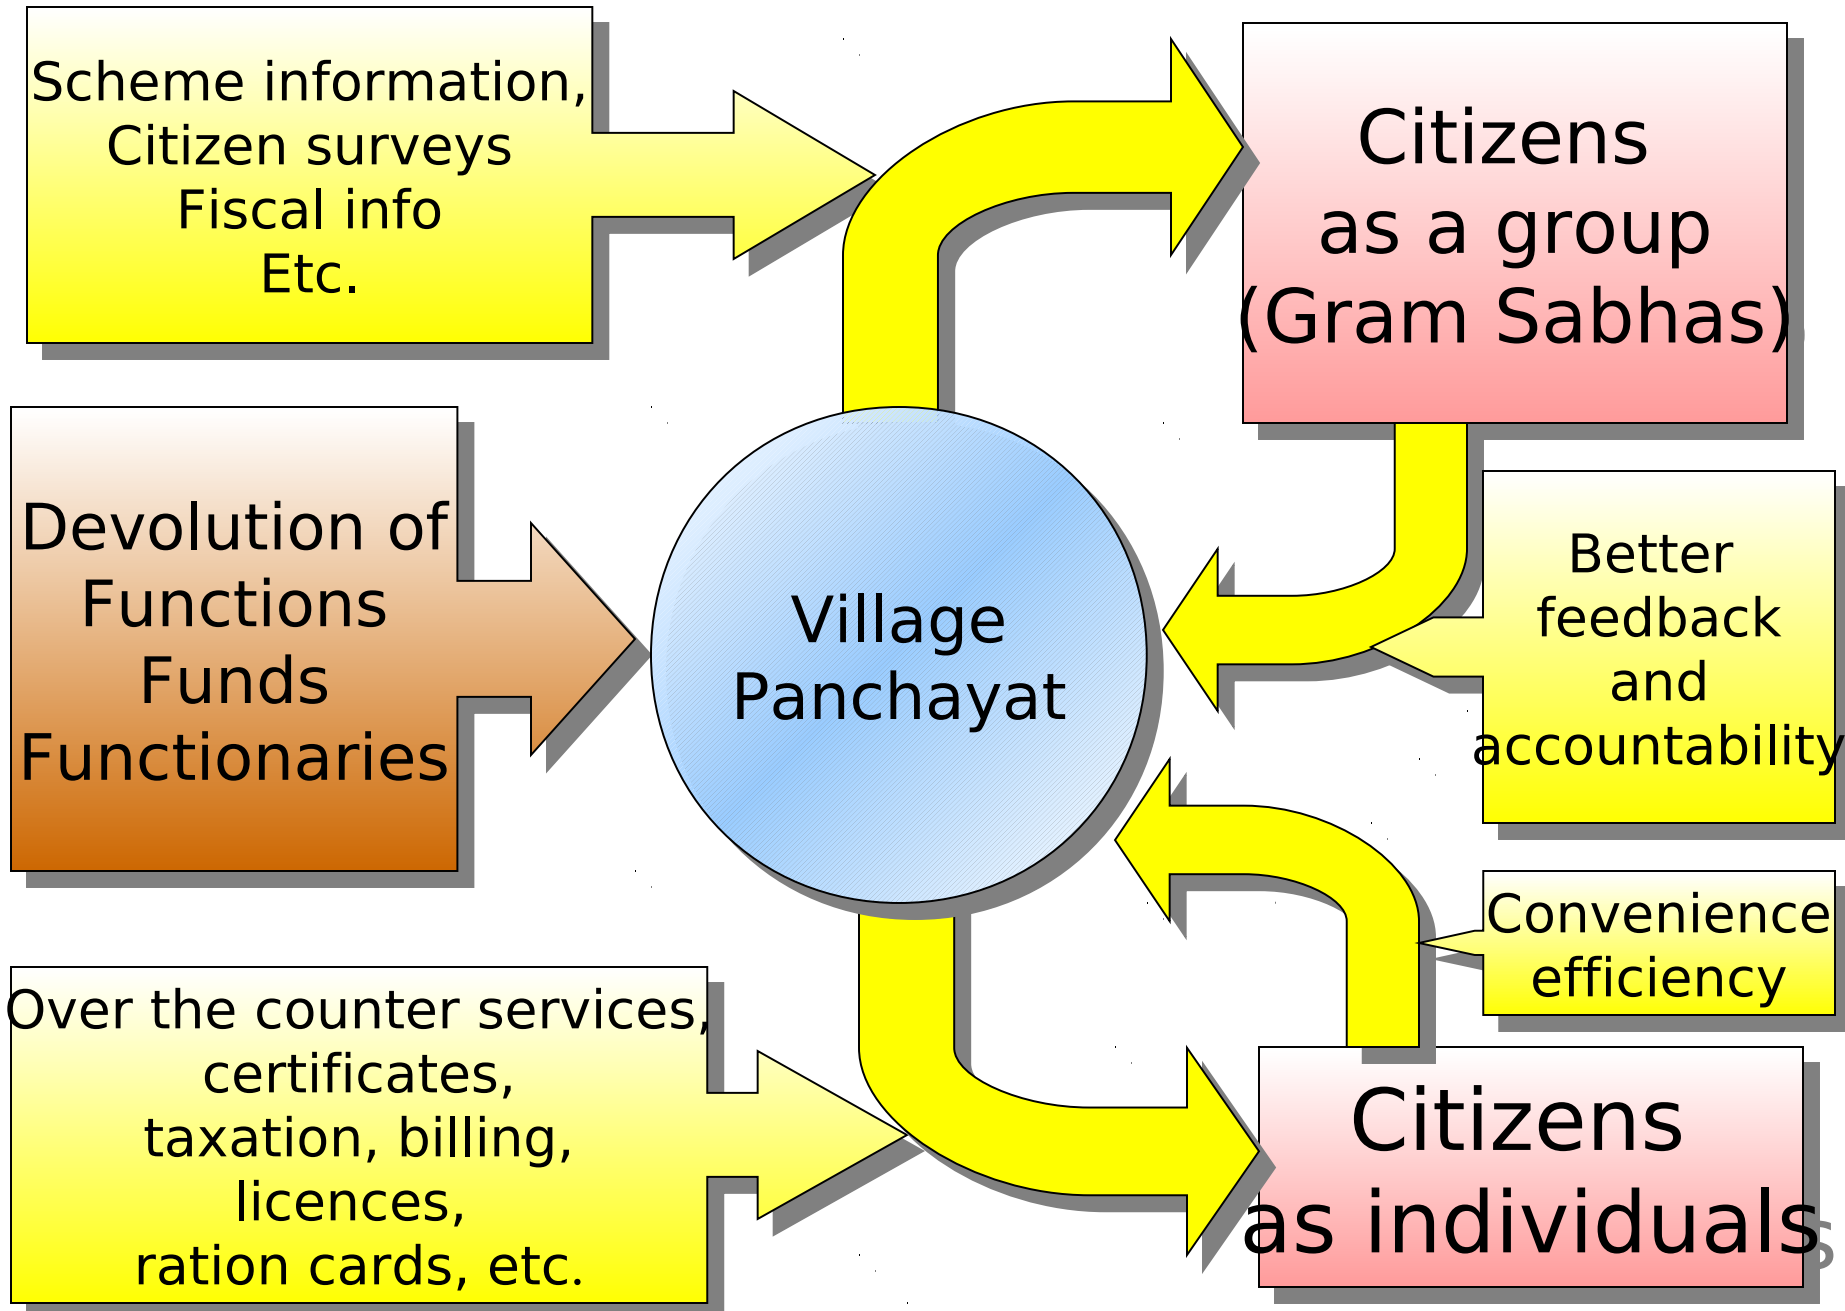 Scheme information,
Citizen surveys
Fiscal info
Etc.
Citizens
as a group
(Gram Sabhas)
Devolution of
Functions
Funds
Functionaries
Village
Panchayat
Better
feedback
and
accountability
Convenience
efficiency
Over the counter services,
certificates,
taxation, billing,
licences,
ration cards, etc.
Citizens
as individuals